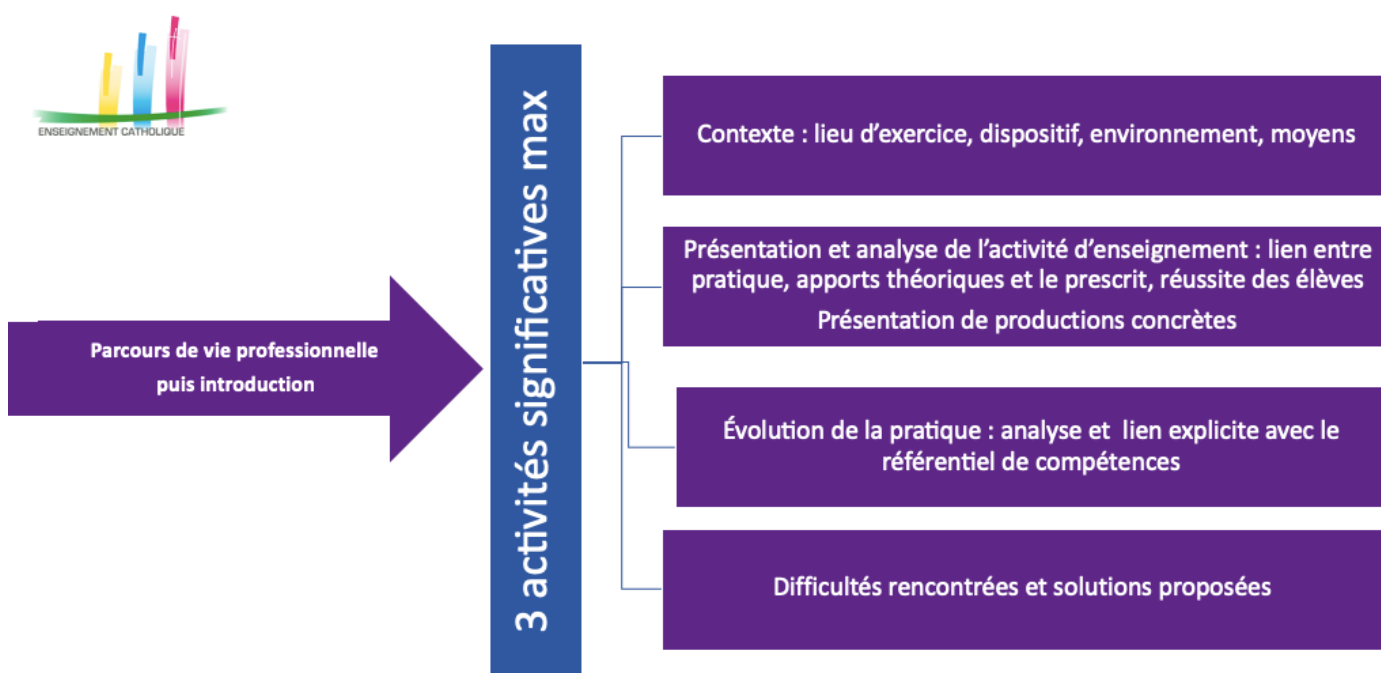 ENSEIGNEMENT CATHOLIQUE
Parcours de vie professionnelle
puis introduction
3 activités significatives max
Contexte : lieu d’exercice, dispositif, environnement, moyens
Présentation et analyse de l’activité d’enseignement : lien entre
pratique, apports théoriques et le prescrit, réussite des élèves
Présentation de productions concrètes
Évolution de la pratique : analyse et lien explicite avec le
référentiel de compétences
Difficultés rencontrées et solutions proposées